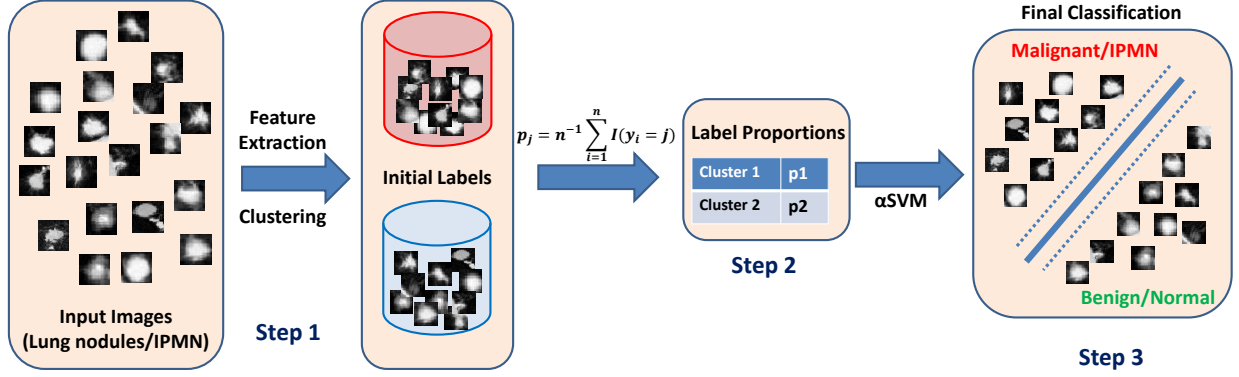 Input Images
(Lung nodules/IPMN)
Feature
Extraction
Clustering
Step 1
Initial Labels
p_j = n^{-1} \sum_{i=1}^{n} I(y_i = j)
Label Proportions
Cluster 1 p1
Cluster 2 p2
Step 2
αSVM
Final Classification
Malignant/IPMN
Benign/Normal
Step 3